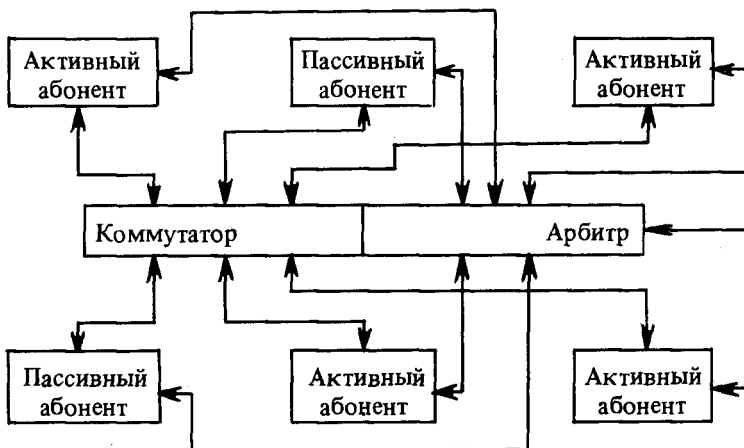 Активный
абонент
Пассивный
абонент
Активный
абонент
Коммутатор
Арбитр
Пассивный
абонент
Активный
абонент
Активный
абонент